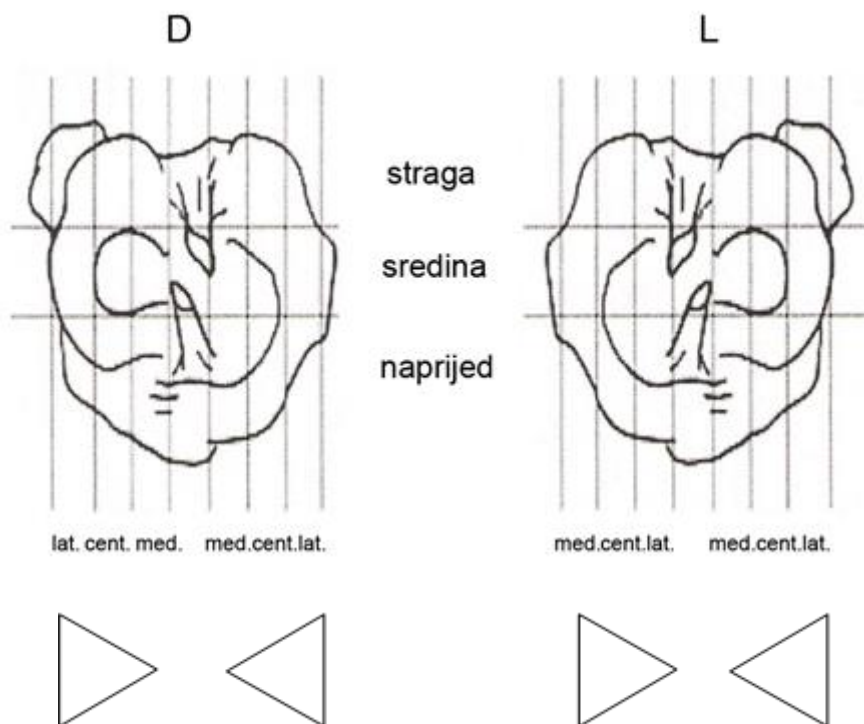 D L
straga
sredina
naprijed
lat. cent. med. med.cent.lat. med.cent.lat. med.cent.lat.